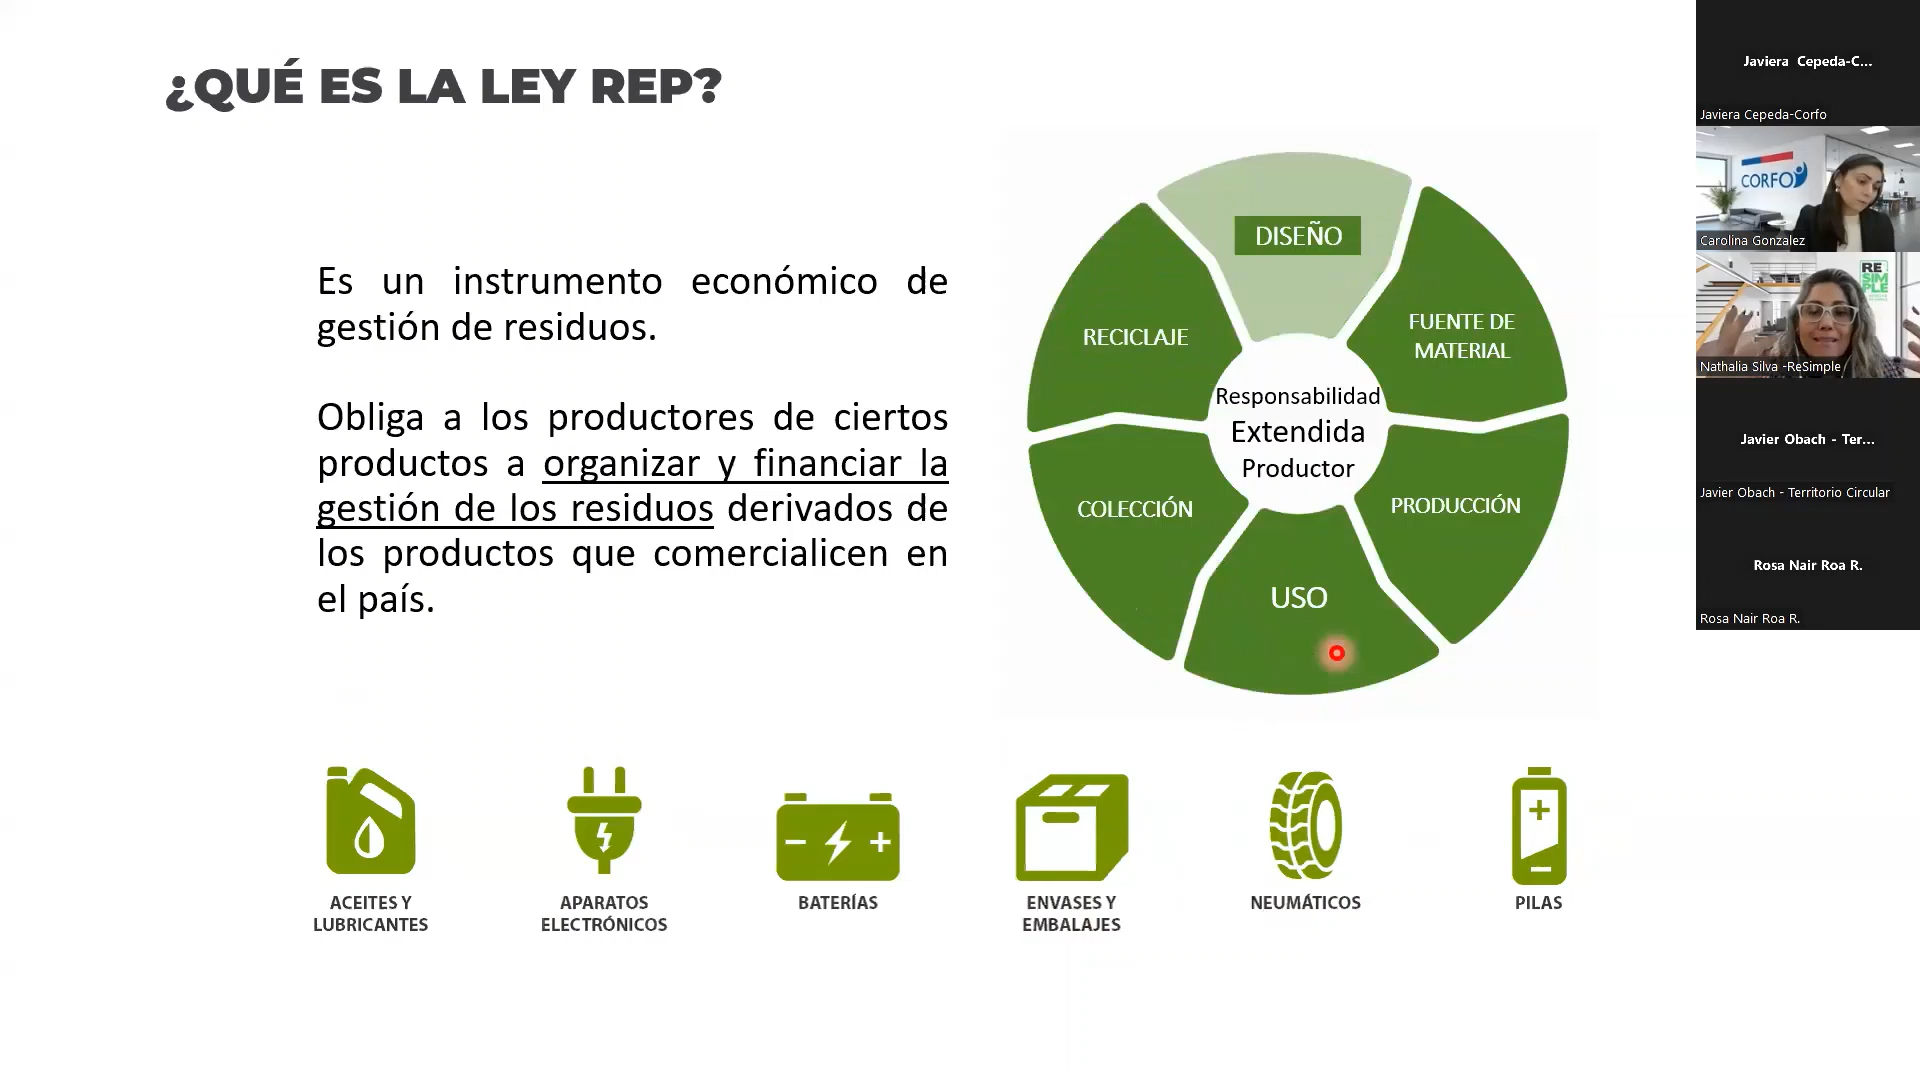 ¿QUÉ ES LA LEY REP?
Es un instrumento económico de
gestión de residuos.
Obliga a los productores de ciertos
productos a organizar y financiar la
gestión de los residuos derivados de
los productos que comercialicen en
el país.
DISEÑO
FUENTE DE
MATERIAL
PRODUCCIÓN
USO
COLECCIÓN
RECICLAJE
Responsabilidad
Extendida
Productor
ACEITES Y
LUBRICANTES
APARATOS
ELECTRÓNICOS
BATERÍAS
ENVASES Y
EMBALAJES
NEUMÁTICOS
PILAS
Javiera Cepeda-C...
Javiera Cepeda-Corfo
CORFO
Carolina Gonzalez
RE
SIM
PLE
Nathalia Silva -ReSimple
Javier Obach - Ter...
Javier Obach - Territorio Circular
Rosa Nair Roa R.
Rosa Nair Roa R.